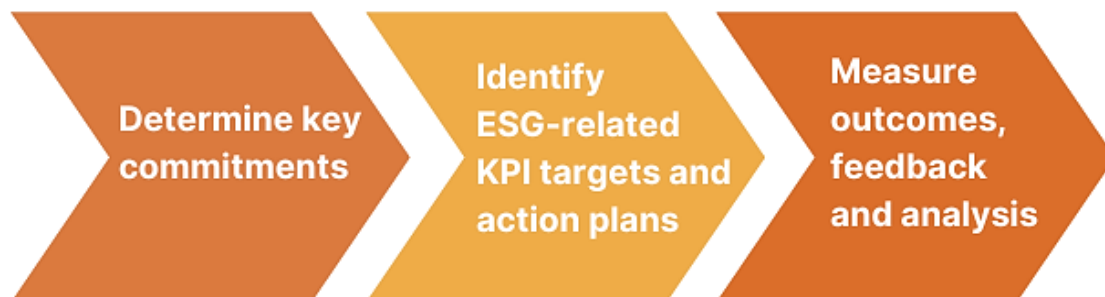 Determine key
commitments
Identify
ESG-related
KPI targets and
action plans
Measure
outcomes,
feedback
and analysis